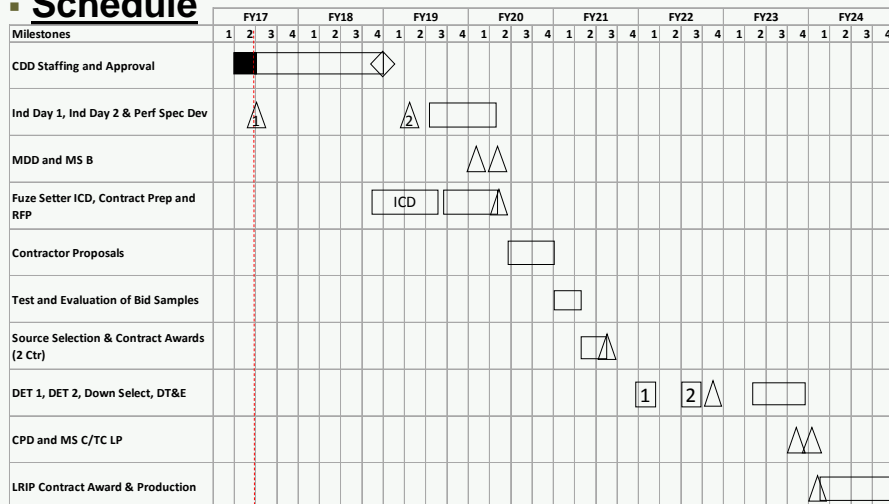 ▪ Schedule
FY17 FY18 FY19 FY20 FY21 FY22 FY23 FY24
Milestones 1 2 3 4 1 2 3 4 1 2 3 4 1 2 3 4 1 2 3 4 1 2 3 4 1 2 3 4 1 2 3 4
CDD Staffing and Approval
Ind Day 1, Ind Day 2 & Perf Spec Dev 1 2
MDD and MS B
Fuze Setter ICD, Contract Prep and
RFP
ICD
Contractor Proposals
Test and Evaluation of Bid Samples
Source Selection & Contract Awards
(2 Ctr)
DET 1, DET 2, Down Select, DT&E 1 2
CPD and MS C/TC LP
LRIP Contract Award & Production